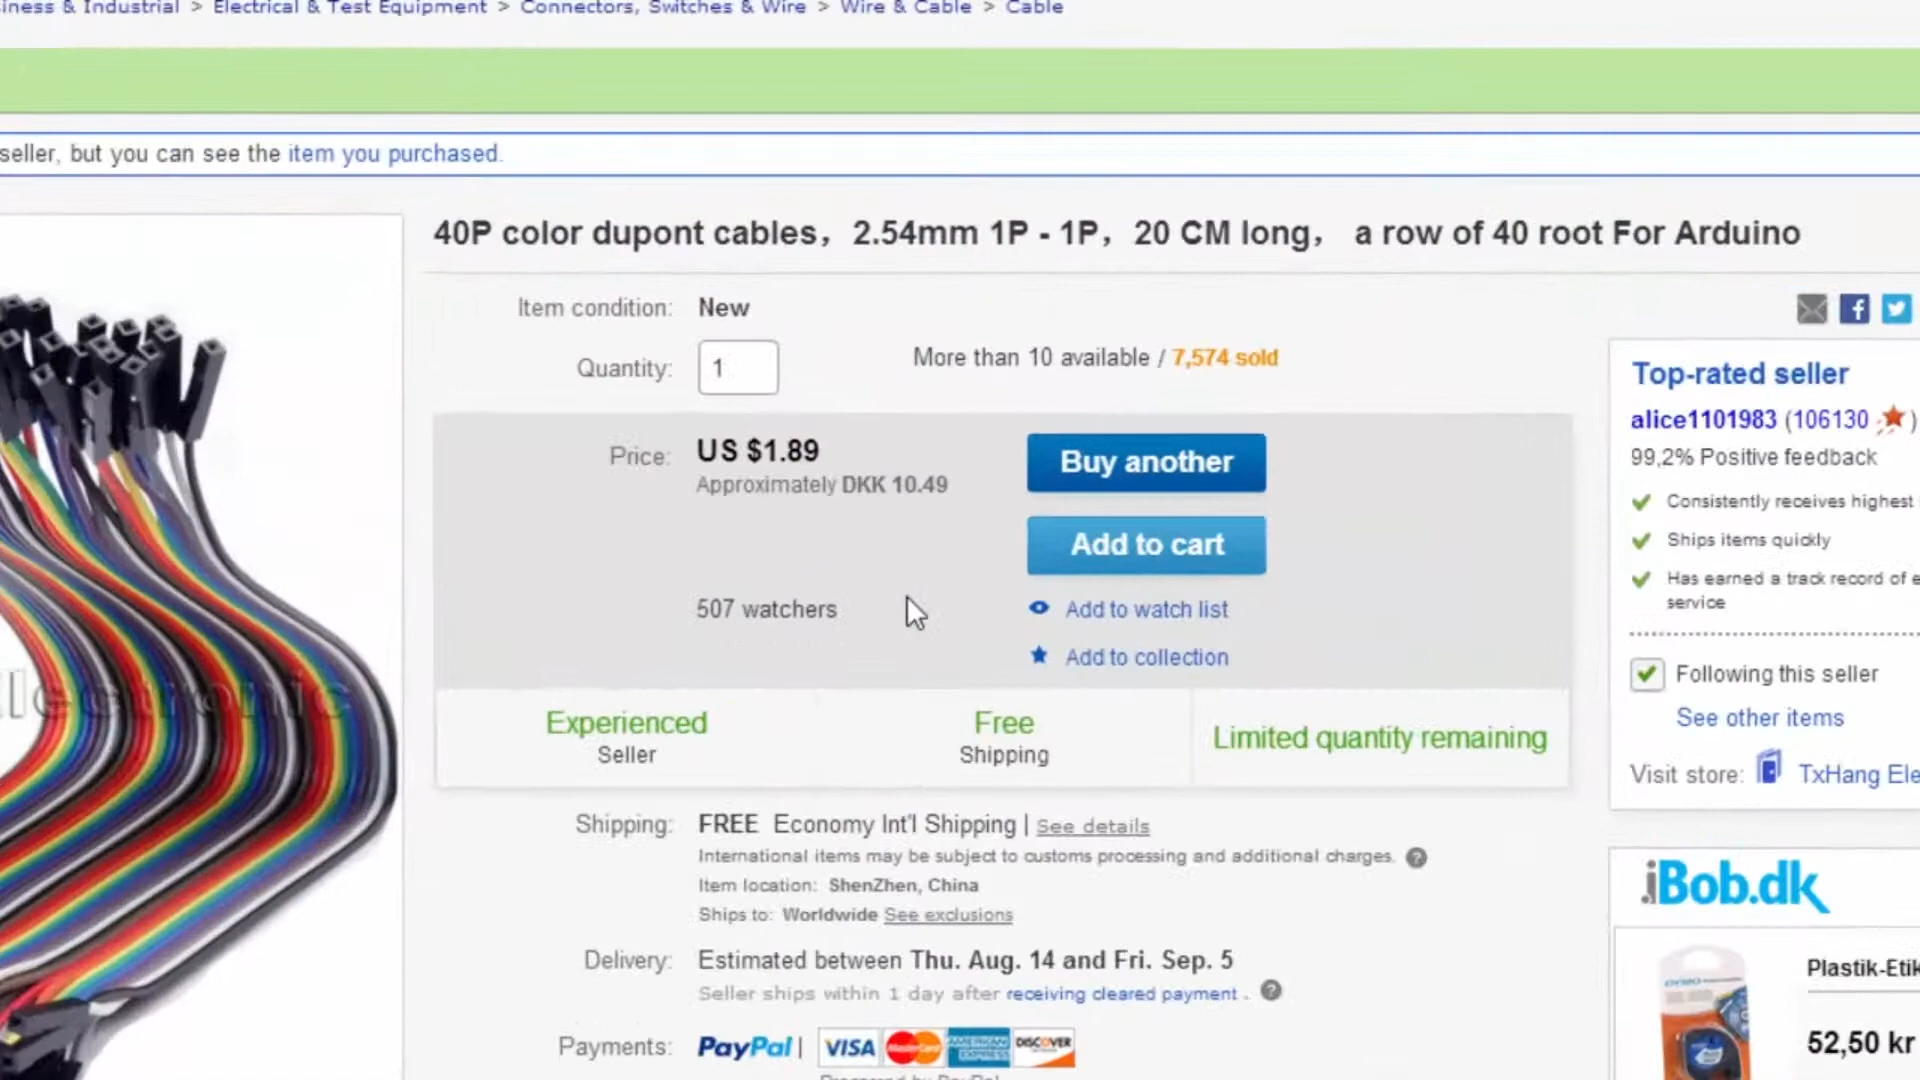 Business & Industrial > Electrical & Test Equipment > Connectors, Switches & Wire > Wire & Cable > Cable
seller, but you can see the item you purchased.
40P color dupont cables, 2.54mm 1P - 1P, 20 CM long, a row of 40 root For Arduino
Item condition: New
Quantity: 1
More than 10 available / 7,574 sold
Price: US $1.89
Approximately DKK 10.49
Buy another
Add to cart
507 watchers
Add to watch list
Add to collection
Experienced
Seller
Free
Shipping
Limited quantity remaining
Shipping: FREE Economy Int'l Shipping | See details
International items may be subject to customs processing and additional charges.
Item location: ShenZhen, China
Ships to: Worldwide See exclusions
Delivery: Estimated between Thu. Aug. 14 and Fri. Sep. 5
Seller ships within 1 day after receiving cleared payment .
Payments: PayPal | VISA MasterCard AMERICAN EXPRESS DISCOVER
Top-rated seller
alice1101983 (106130 )
99,2% Positive feedback
Consistently receives highest
Ships items quickly
Has earned a track record of e
service
Following this seller
See other items
Visit store: TxHang Ele
iBob.dk
DYMO
Plastik-Etik
52,50 kr
lectronic